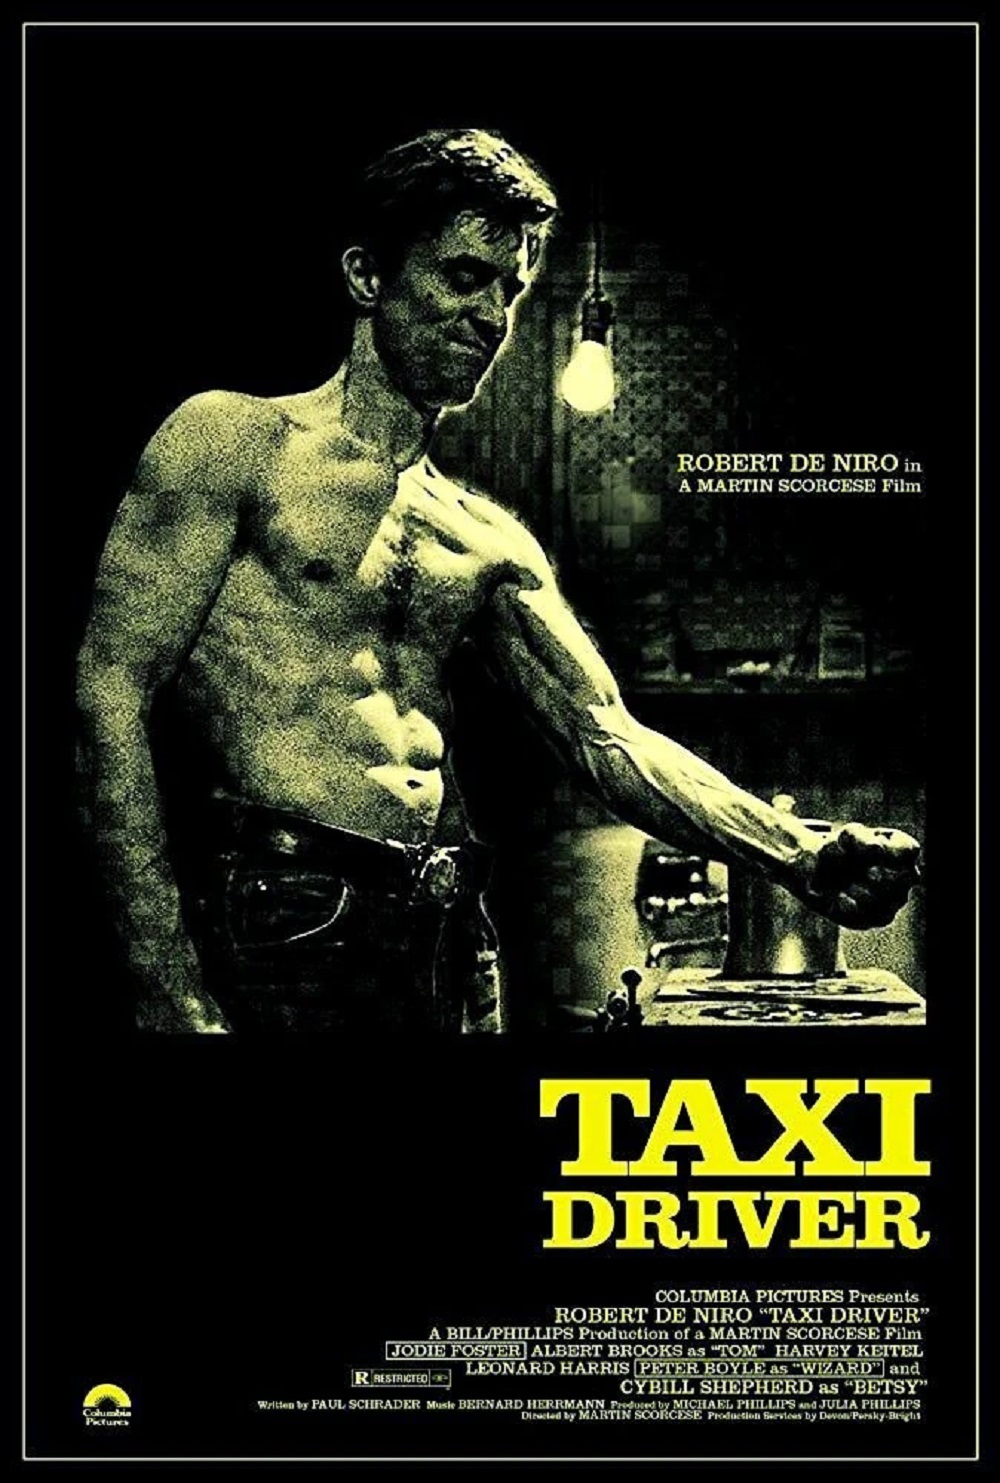 ROBERT DE NIRO in
A MARTIN SCORCESE Film
TAXI
DRIVER
COLUMBIA PICTURES Presents
ROBERT DE NIRO “TAXI DRIVER”
A BILL/PHILLIPS Production of a MARTIN SCORCESE Film
JODIE FOSTER ALBERT BROOKS as “TOM” HARVEY KEITEL
LEONARD HARRIS PETER BOYLE as “WIZARD” and
R RESTRICTED
CYBILL SHEPHERD as “BETSY”
Written by PAUL SCHRADER Music BERNARD HERRMANN Produced by MICHAEL PHILLIPS and JULIA PHILLIPS
Directed by MARTIN SCORCESE Production Services by Devon/Persky-Bright
Columbia
Pictures